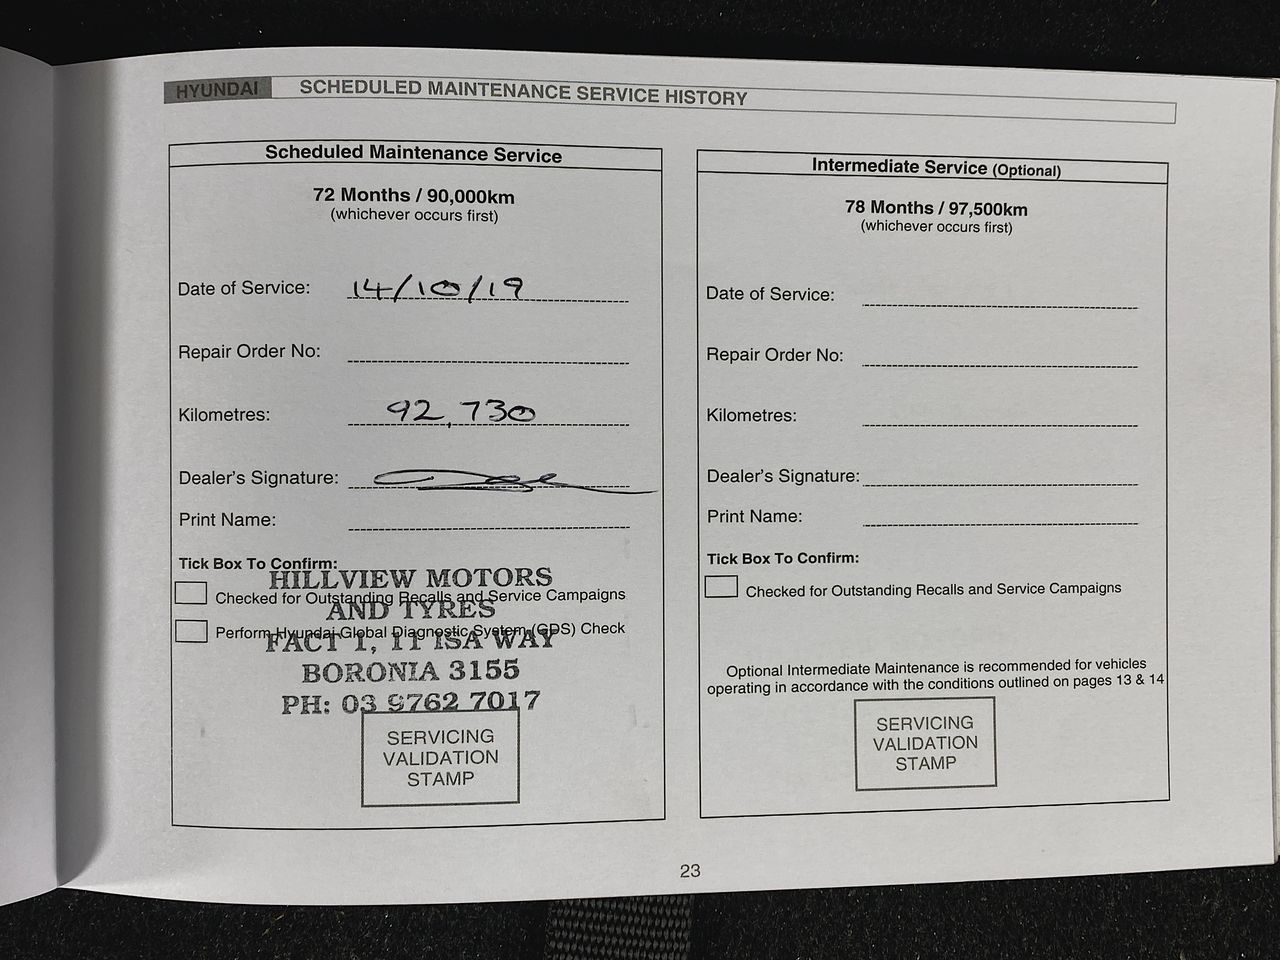 HYUNDAI SCHEDULED MAINTENANCE SERVICE HISTORY
Scheduled Maintenance Service
72 Months / 90,000km
(whichever occurs first)
Date of Service: 14/10/19
Repair Order No:
Kilometres: 92,730
Dealer's Signature:
Print Name:
Tick Box To Confirm:
Checked for Outstanding Recalls and Service Campaigns
Perform Hyundai Global Diagnostic System (GDS) Check
HILLVIEW MOTORS
AND TYRES
FACT 1, 11 ISA WAY
BORONIA 3155
PH: 03 9762 7017
SERVICING
VALIDATION
STAMP
Intermediate Service (Optional)
78 Months / 97,500km
(whichever occurs first)
Date of Service:
Repair Order No:
Kilometres:
Dealer's Signature:
Print Name:
Tick Box To Confirm:
Checked for Outstanding Recalls and Service Campaigns
Optional Intermediate Maintenance is recommended for vehicles
operating in accordance with the conditions outlined on pages 13 & 14
SERVICING
VALIDATION
STAMP
23